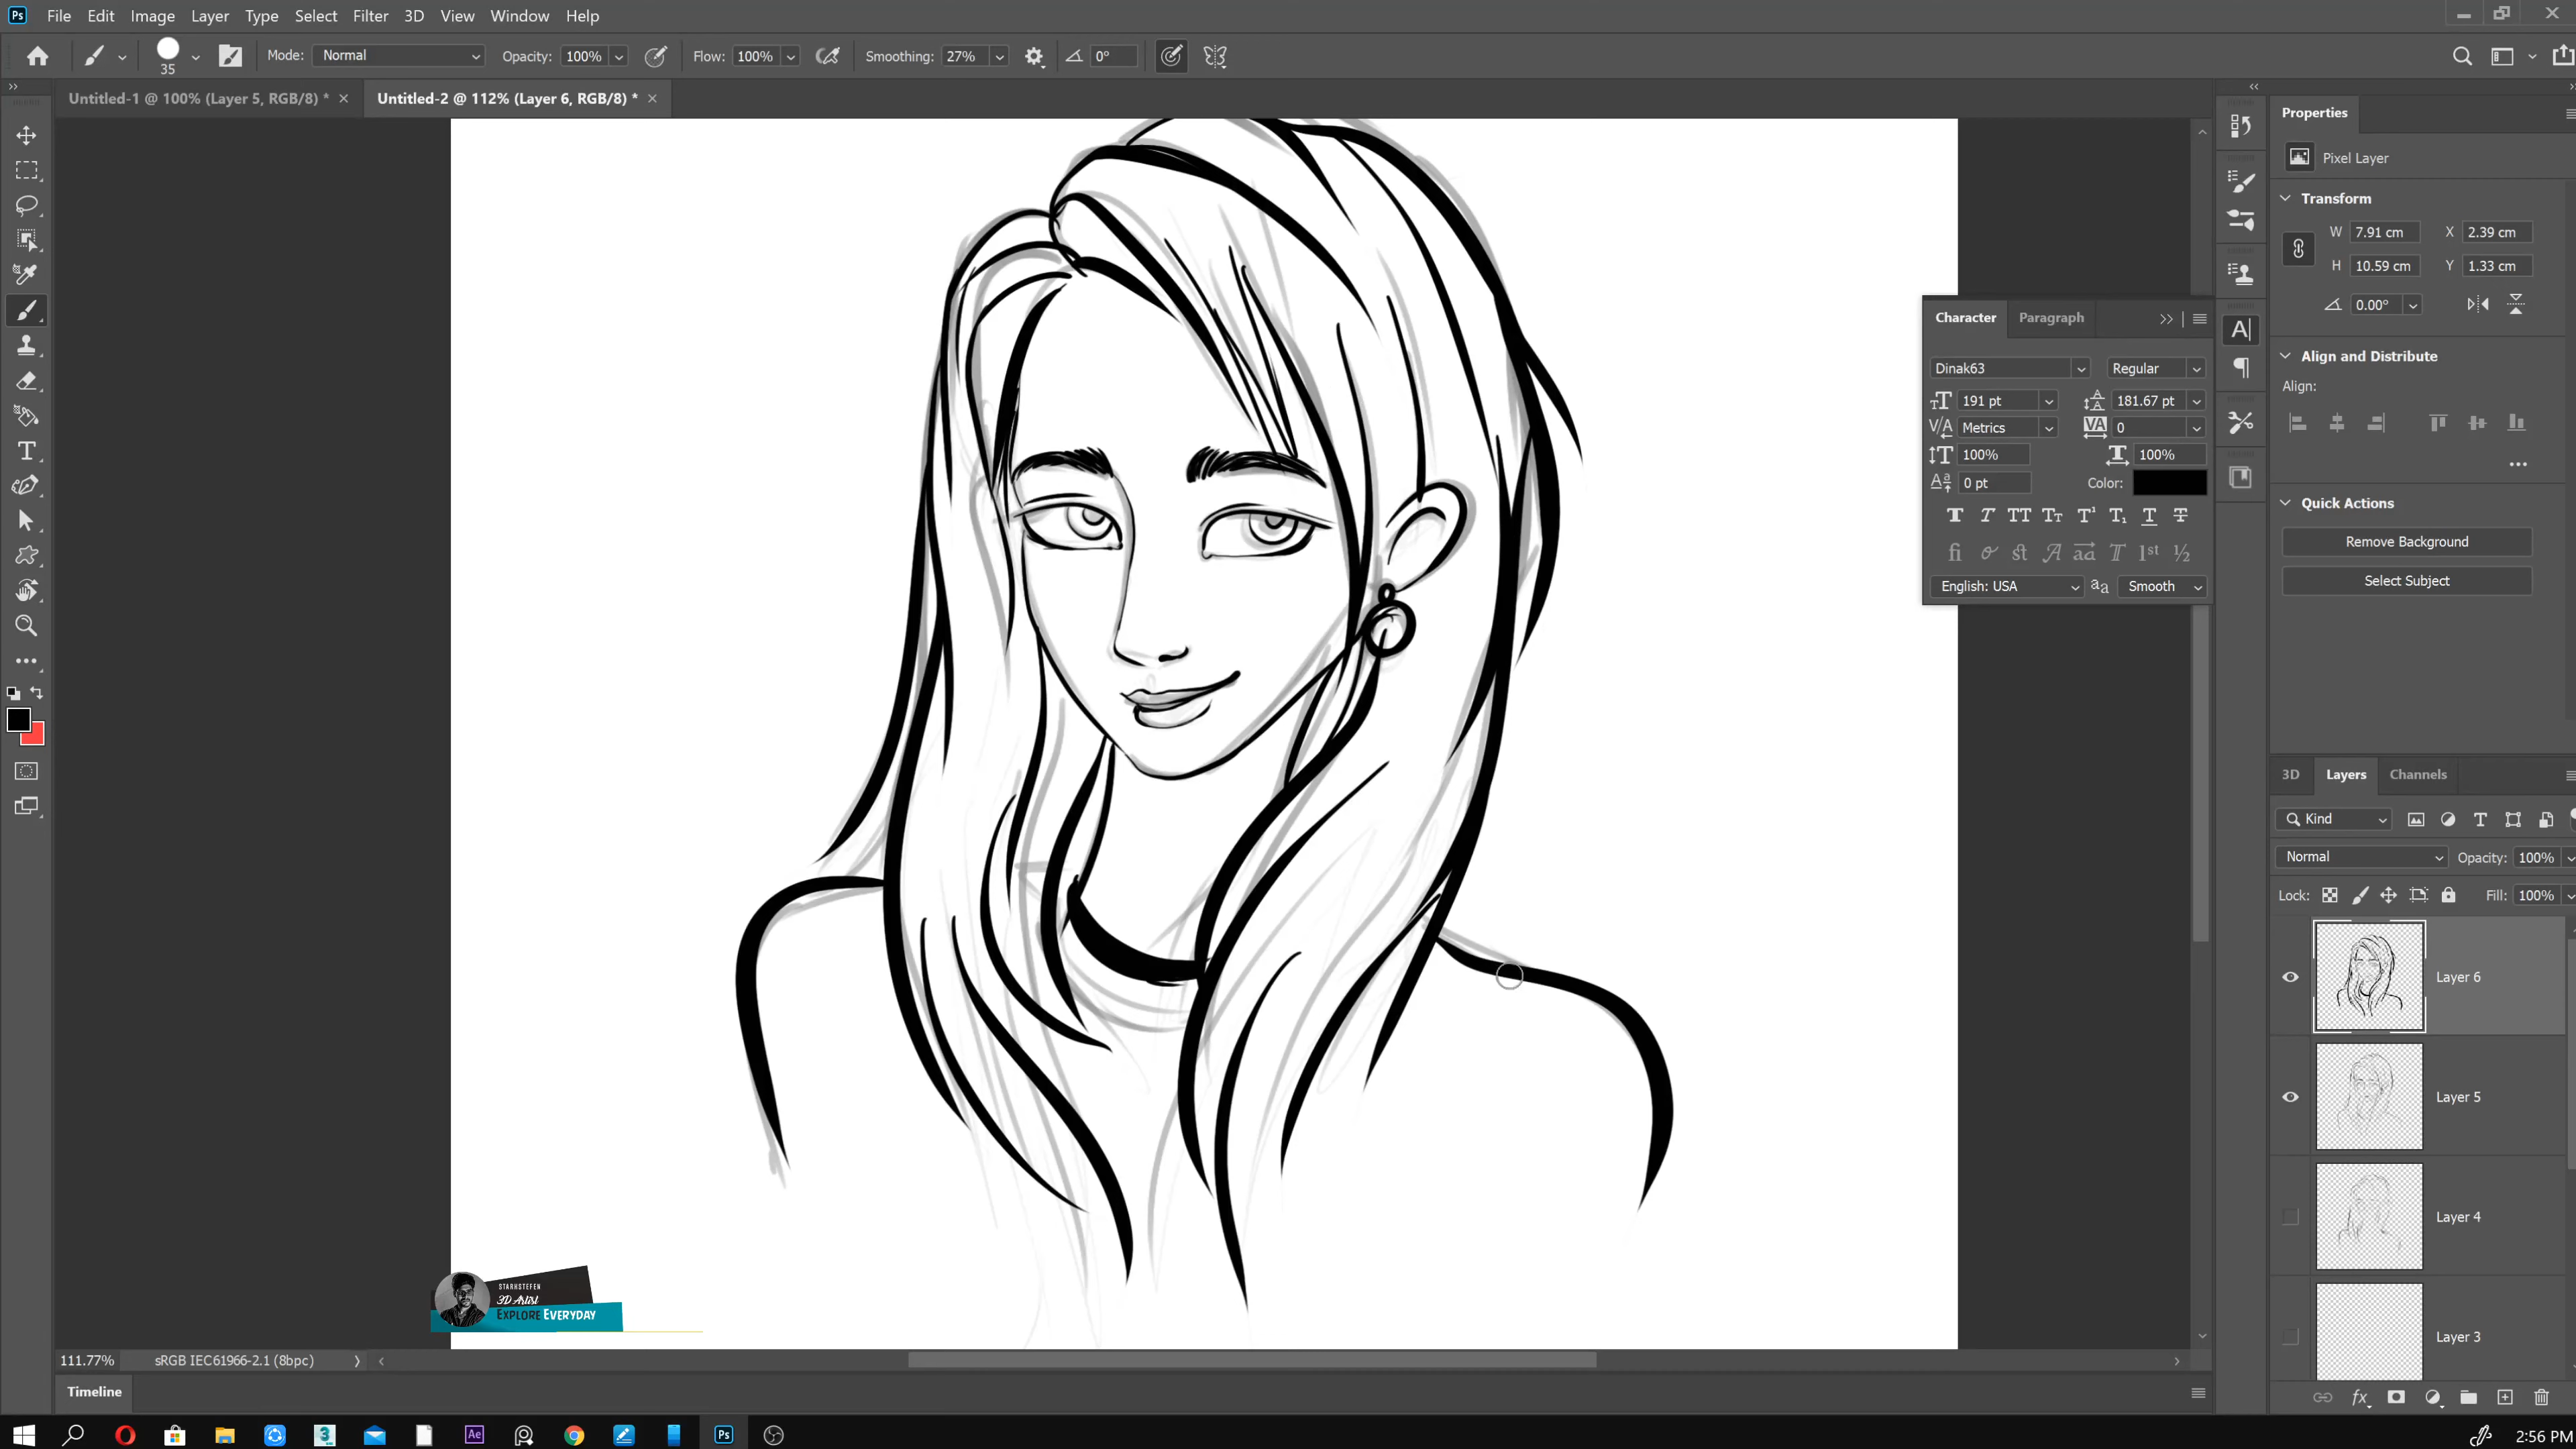 Ps File Edit Image Layer Type Select Filter 3D View Window Help
35 Mode: Normal Opacity: 100% Flow: 100% Smoothing: 27% 0°
Untitled-1 @ 100% (Layer 5, RGB/8) * × Untitled-2 @ 112% (Layer 6, RGB/8) * ×
Properties
Pixel Layer
Transform
W 7.91 cm X 2.39 cm
H 10.59 cm Y 1.33 cm
0.00°
Align and Distribute
Align:
Quick Actions
Remove Background
Select Subject
Character Paragraph
Dinak63 Regular
191 pt 181.67 pt
Metrics 0
100% 100%
0 pt Color:
English: USA aa Smooth
3D Layers Channels
Kind
Normal Opacity: 100%
Lock: Fill: 100%
Layer 6
Layer 5
Layer 4
Layer 3
STARKSTEFEN
3D Artist
EXPLORE EVERYDAY
111.77% sRGB IEC61966-2.1 (8bpc)
Timeline
Ae Ps 2:56 PM